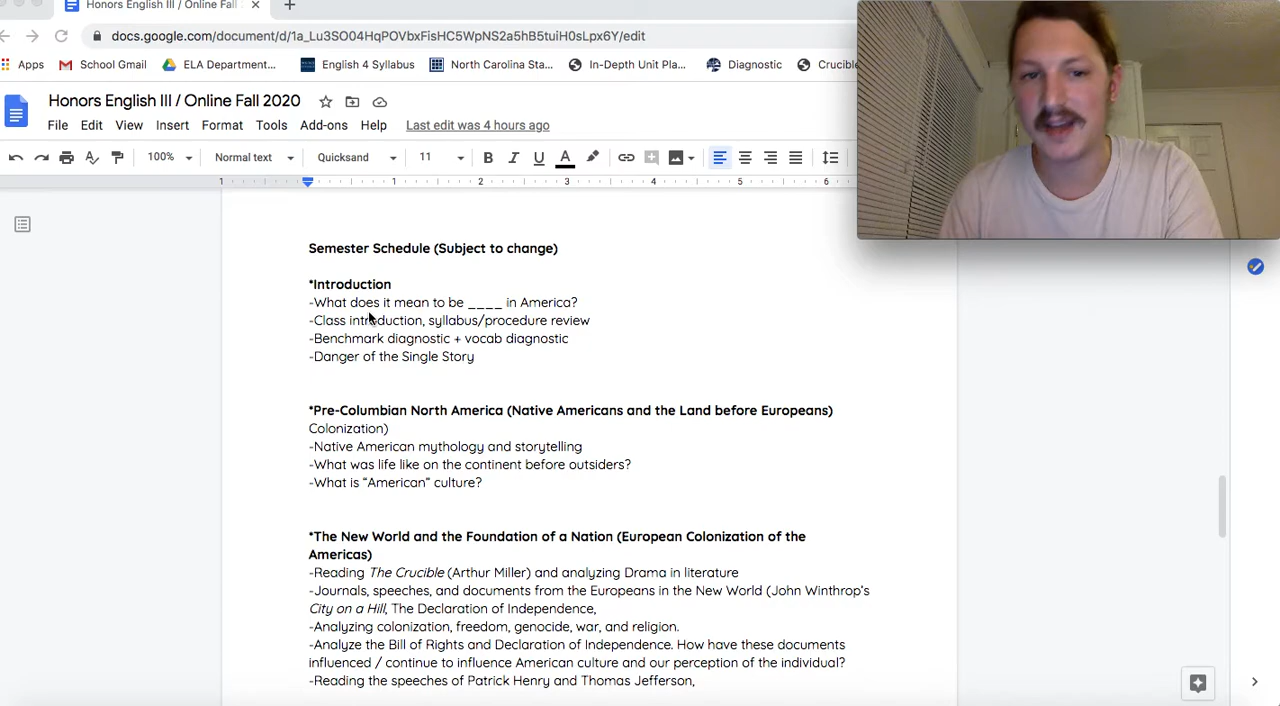 Honors English III / Online Fall
docs.google.com/document/d/1a_Lu3SO04HqPOVbxFisHC5WpNS2a5hB5tuiH0sLpx6Y/edit
Apps School Gmail ELA Department... English 4 Syllabus North Carolina Sta... In-Depth Unit Pla... Diagnostic Crucible
Honors English III / Online Fall 2020
File Edit View Insert Format Tools Add-ons Help Last edit was 4 hours ago
100% Normal text Quicksand 11 B I U A
1 1 2 3 4 5 6
Semester Schedule (Subject to change)
*Introduction
-What does it mean to be ____ in America?
-Class introduction, syllabus/procedure review
-Benchmark diagnostic + vocab diagnostic
-Danger of the Single Story
*Pre-Columbian North America (Native Americans and the Land before Europeans)
Colonization)
-Native American mythology and storytelling
-What was life like on the continent before outsiders?
-What is “American” culture?
*The New World and the Foundation of a Nation (European Colonization of the
Americas)
-Reading The Crucible (Arthur Miller) and analyzing Drama in literature
-Journals, speeches, and documents from the Europeans in the New World (John Winthrop’s
City on a Hill, The Declaration of Independence,
-Analyzing colonization, freedom, genocide, war, and religion.
-Analyze the Bill of Rights and Declaration of Independence. How have these documents
influenced / continue to influence American culture and our perception of the individual?
-Reading the speeches of Patrick Henry and Thomas Jefferson,